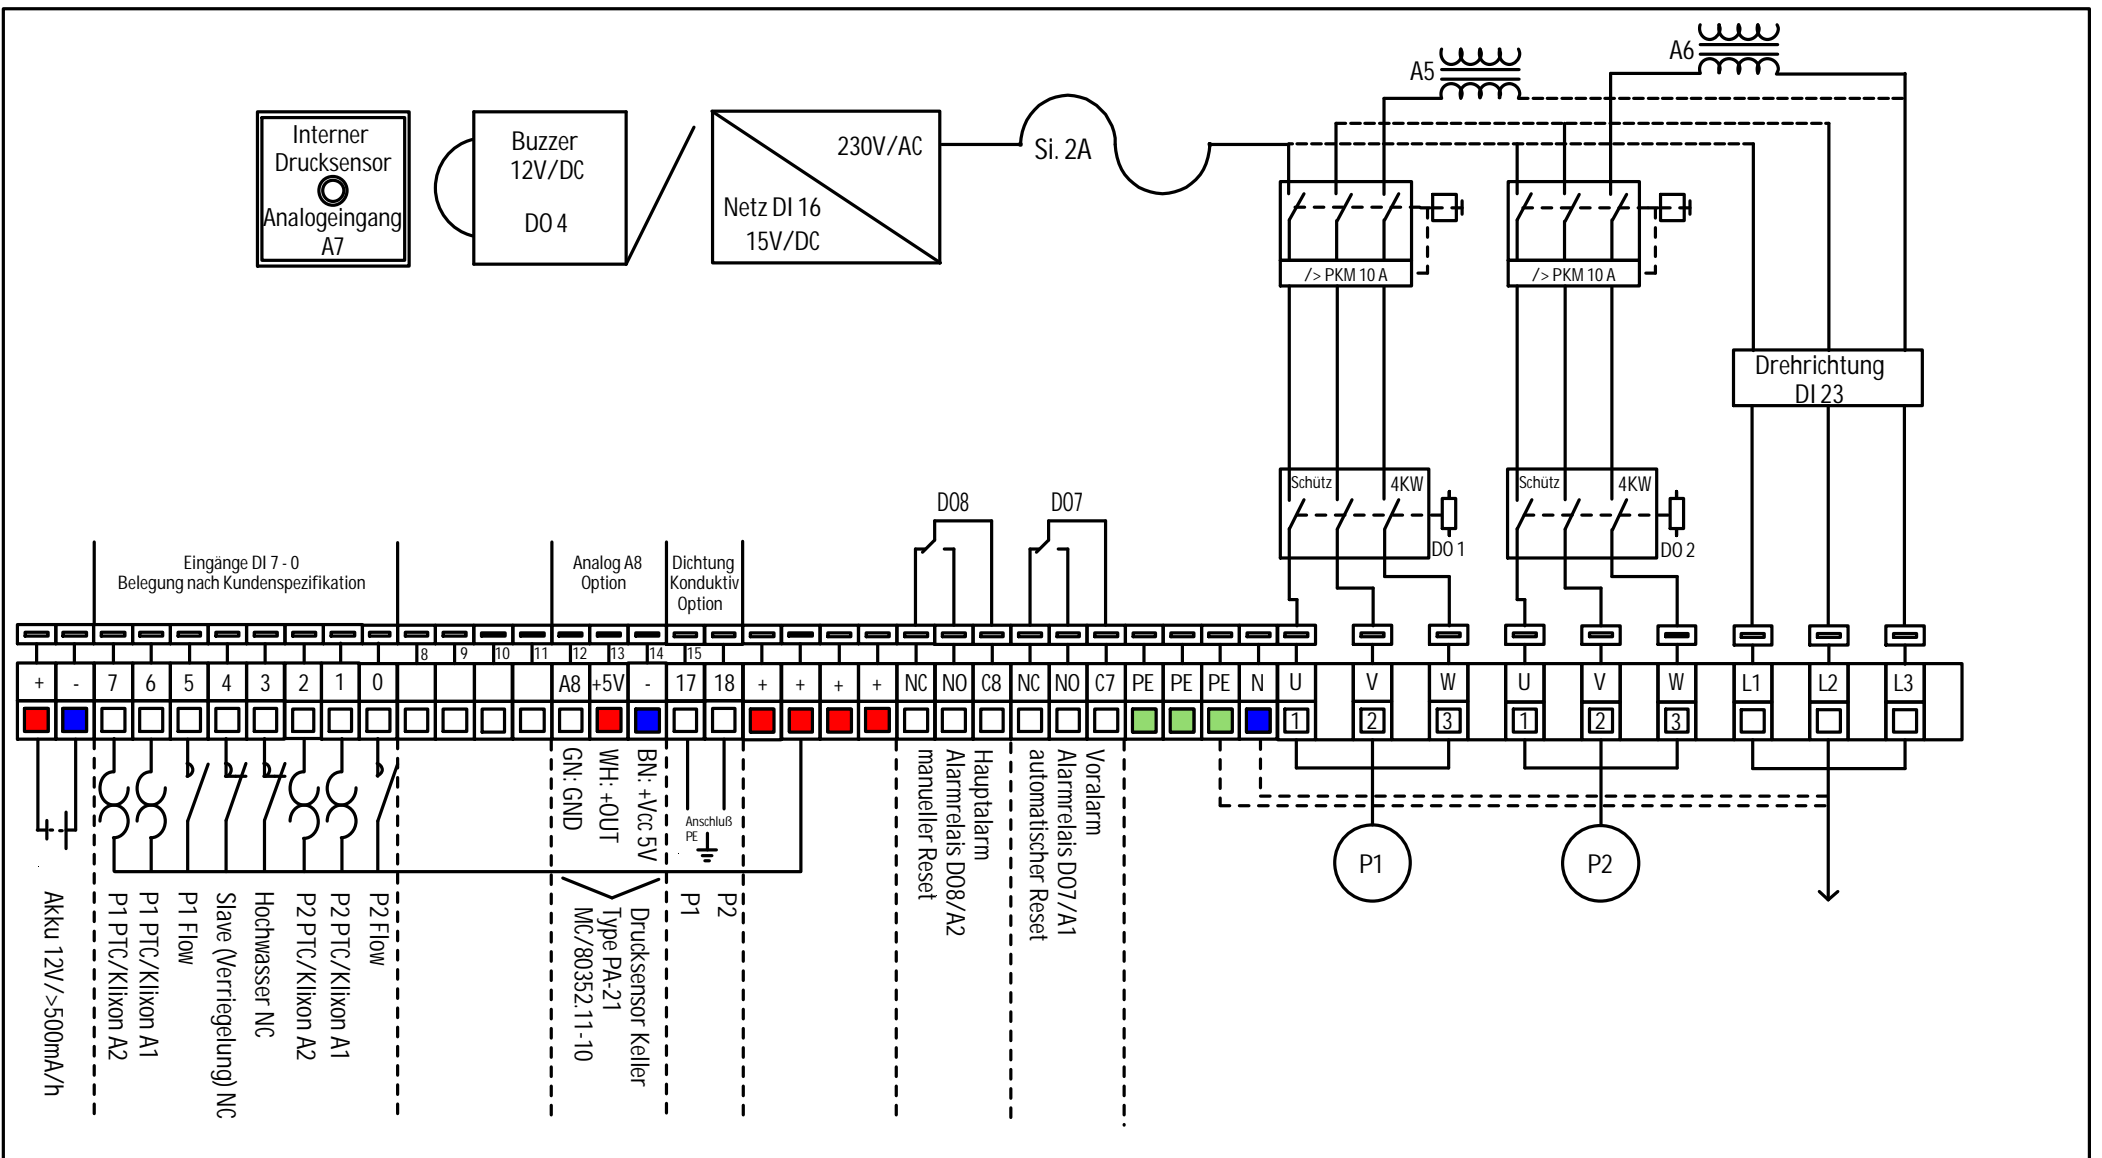 A6
A5
Interner
Drucksensor
Analogeingang
A7
Buzzer
12V/DC
DO 4
230V/AC
Netz DI 16
15V/DC
Si. 2A
/> PKM 10 A
/> PKM 10 A
Drehrichtung
DI 23
Schütz 4KW
DO 1
Schütz 4KW
DO 2
DO8
DO7
Eingänge DI 7 - 0
Belegung nach Kundenspezifikation
Analog A8
Option
Dichtung
Konduktiv
Option
8 9 10 11 12 13 14 15
+ - 7 6 5 4 3 2 1 0 A8 +5V - 17 18 + + + + NC NO C8 NC NO C7 PE PE PE N U V W U V W L1 L2 L3
1 2 3 1 2 3
Akku 12V/>500mA/h
P1 PTC/Klixon A2
P1 PTC/Klixon A1
P1 Flow
Slave (Verriegelung) NC
Hochwasser NC
P2 PTC/Klixon A2
P2 PTC/Klixon A1
P2 Flow
GN: GND
WH: +OUT
BN: +Vcc 5V
Drucksensor Keller
Type PA-21
MC/80352.11-10
Anschluß
PE
P1
P2
Hauptalarm
Alarmrelais DO8/A2
manueller Reset
Voralarm
Alarmrelais DO7/A1
automatischer Reset
P1
P2